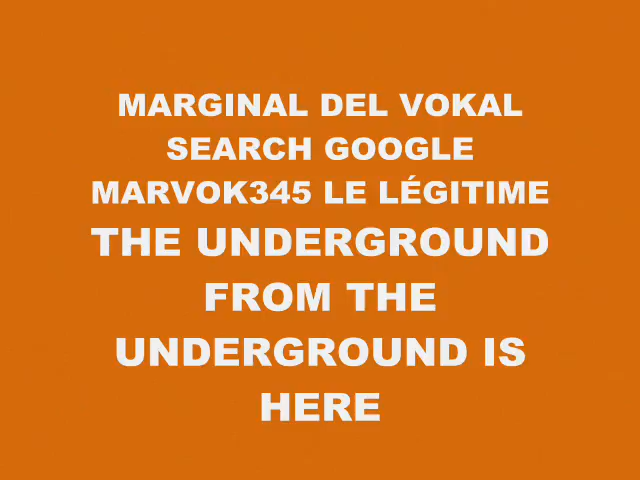 MARGINAL DEL VOKAL
SEARCH GOOGLE
MARVOK345 LE LÉGITIME
THE UNDERGROUND
FROM THE
UNDERGROUND IS
HERE